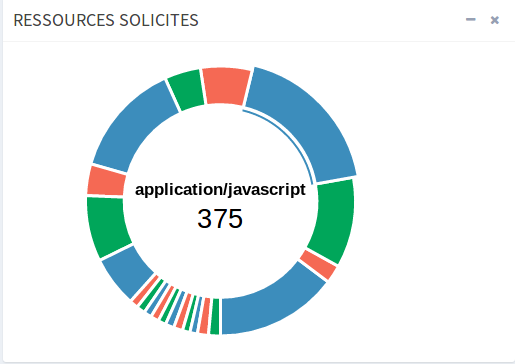 RESSOURCES SOLICITES
application/javascript
375